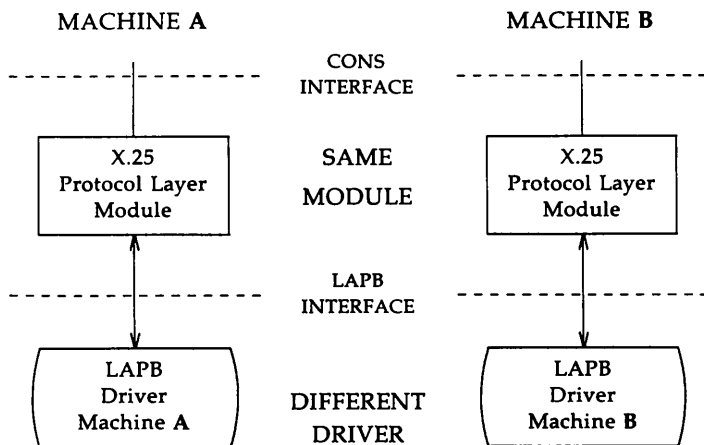 MACHINE A
MACHINE B
CONS
INTERFACE
X.25
Protocol Layer
Module
SAME
MODULE
X.25
Protocol Layer
Module
LAPB
INTERFACE
LAPB
Driver
Machine A
DIFFERENT
DRIVER
LAPB
Driver
Machine B